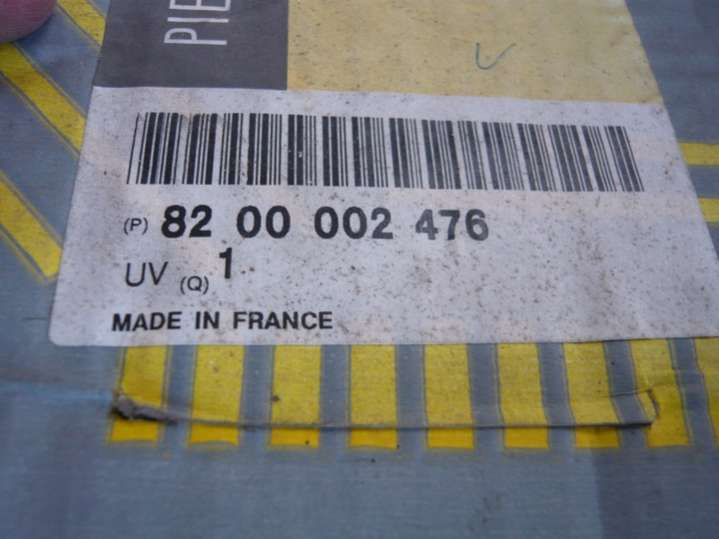 (P) 82 00 002 476
UV (Q) 1
MADE IN FRANCE